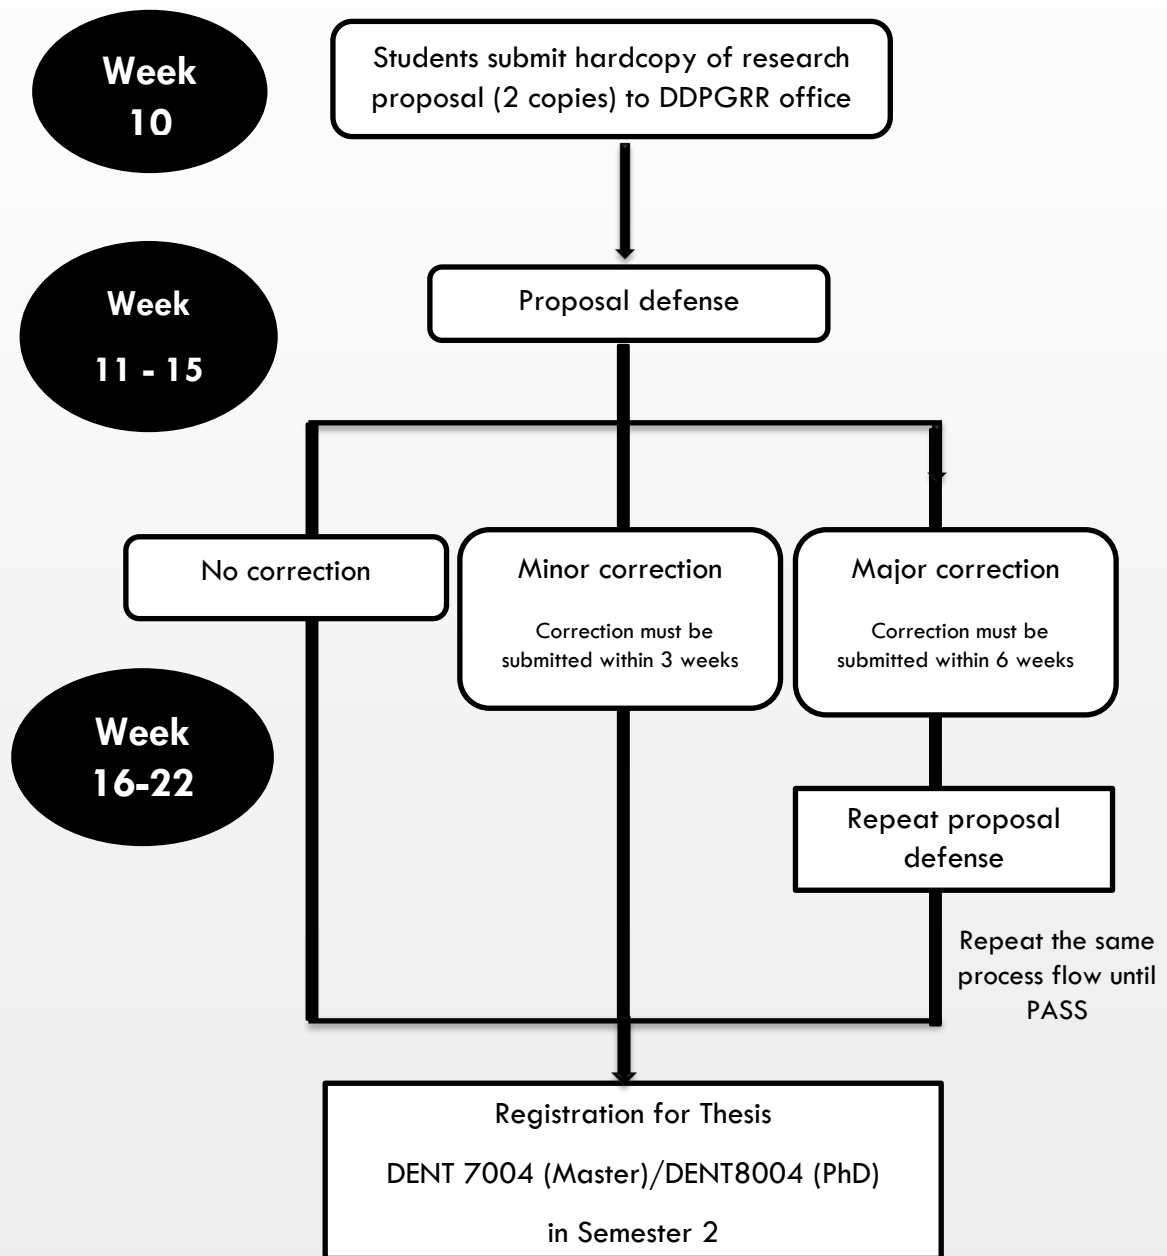 Week
10
Students submit hardcopy of research
proposal (2 copies) to DDPGRR office
Week
11 - 15
Proposal defense
No correction
Minor correction
Correction must be
submitted within 3 weeks
Major correction
Correction must be
submitted within 6 weeks
Week
16-22
Repeat proposal
defense
Repeat the same
process flow until
PASS
Registration for Thesis
DENT 7004 (Master)/DENT8004 (PhD)
in Semester 2